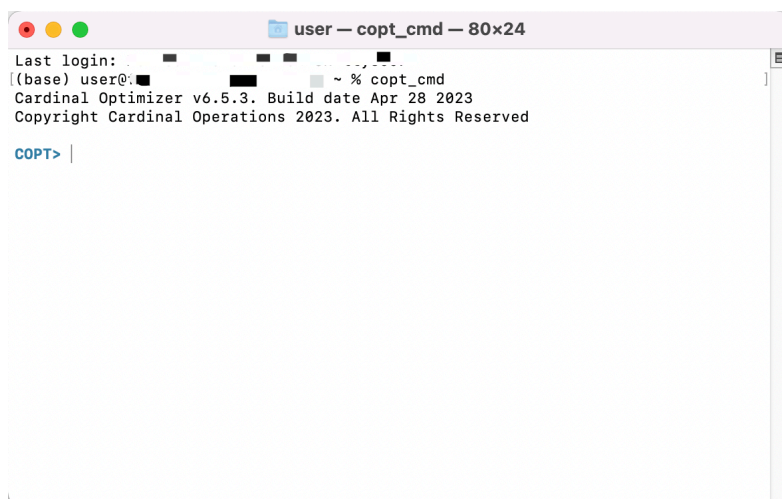 user — copt_cmd — 80×24
Last login:
(base) user@ ~ % copt_cmd
Cardinal Optimizer v6.5.3. Build date Apr 28 2023
Copyright Cardinal Operations 2023. All Rights Reserved
COPT>